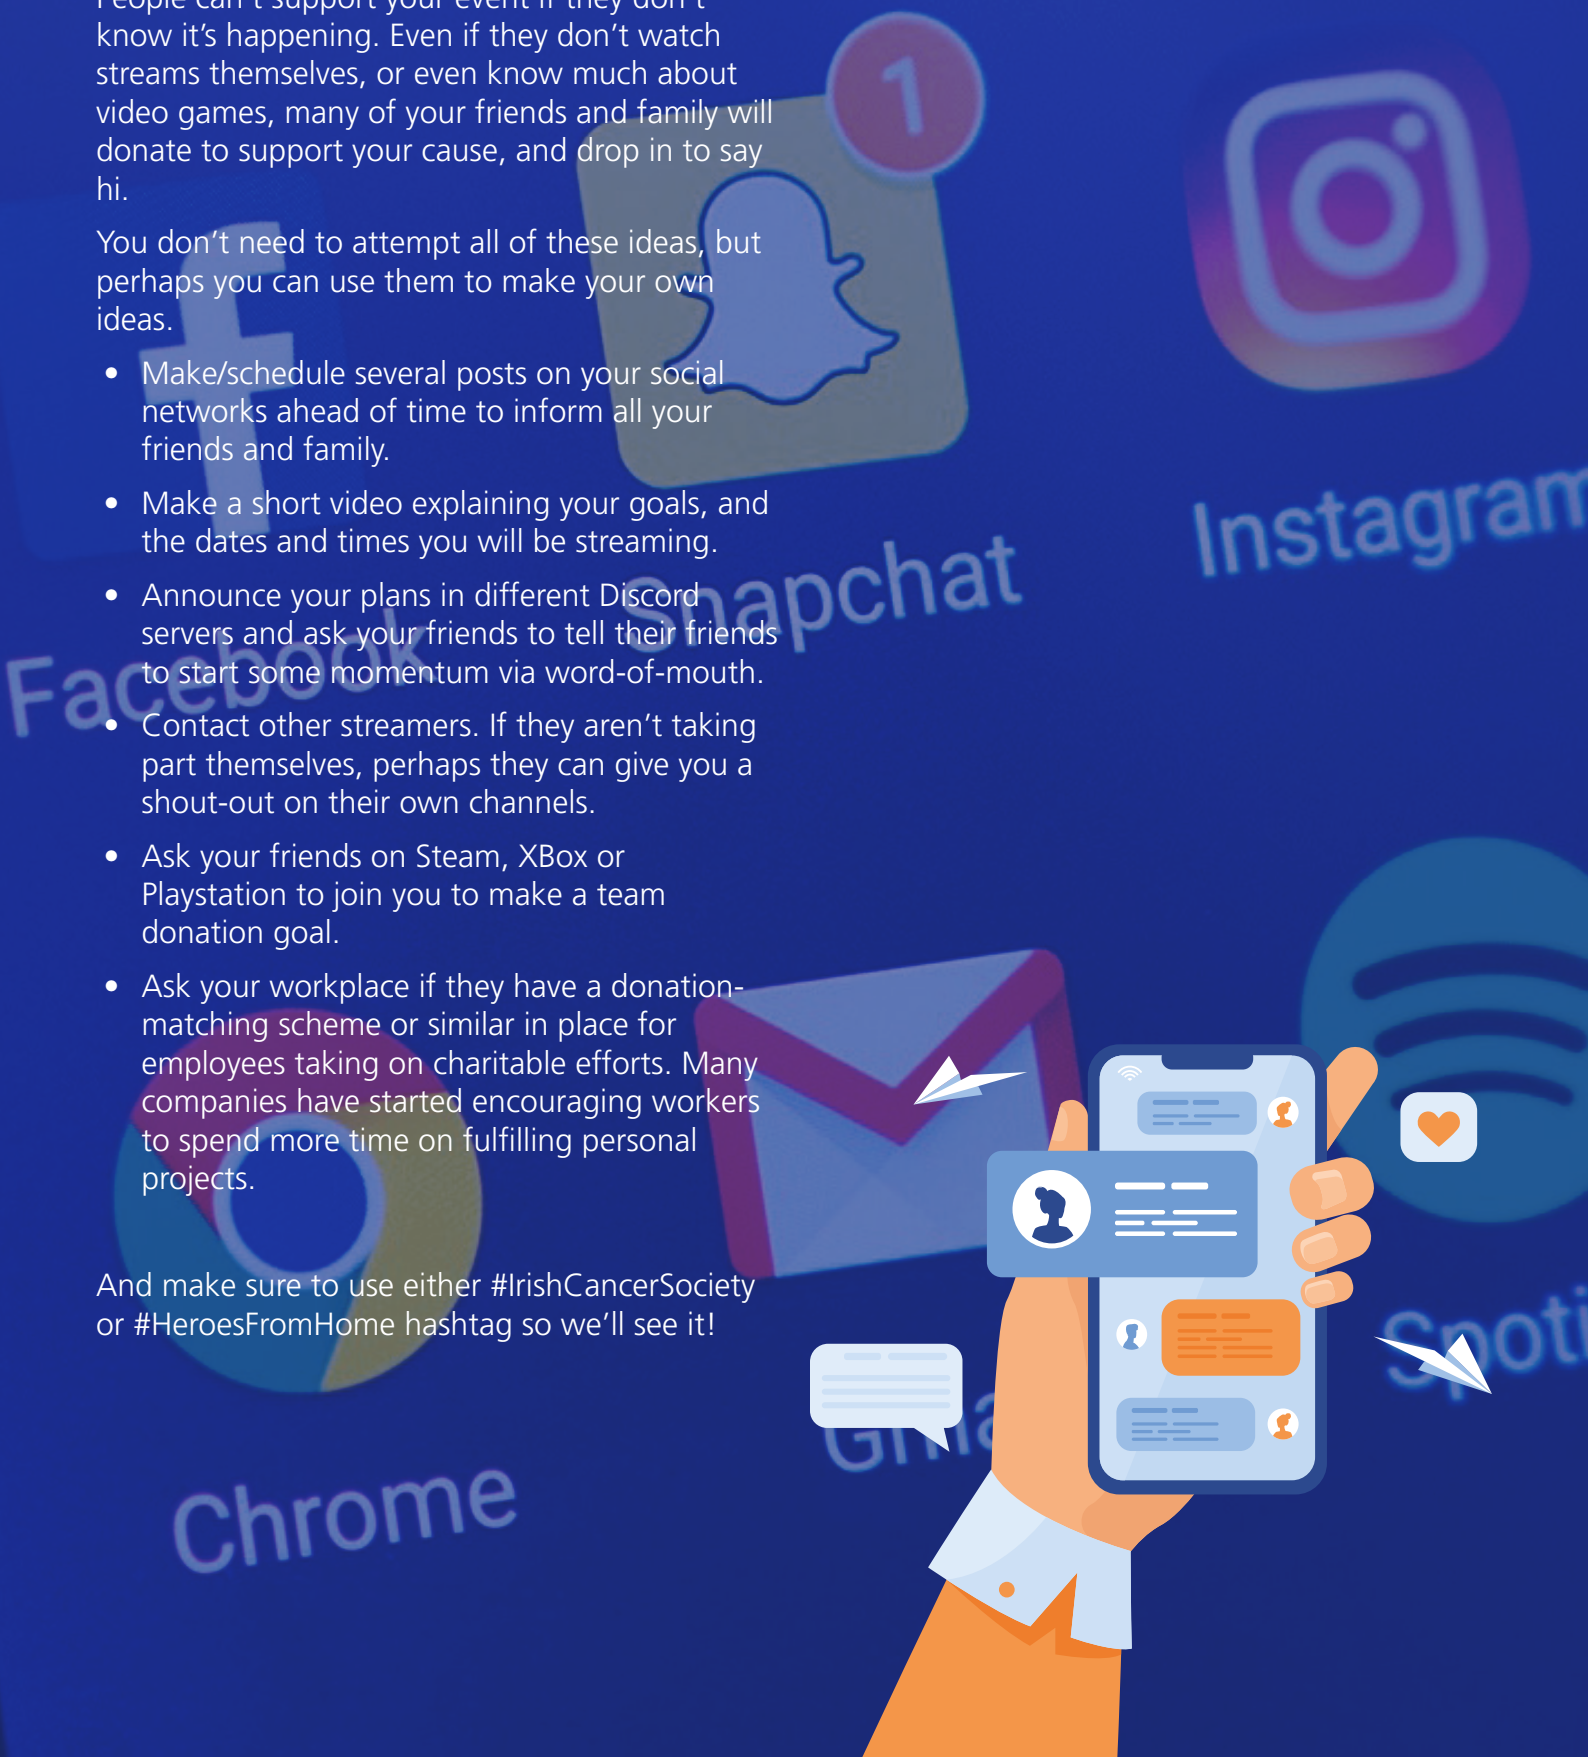 People can't support your event if they don't
know it's happening. Even if they don't watch
streams themselves, or even know much about
video games, many of your friends and family will
donate to support your cause, and drop in to say
hi.
You don't need to attempt all of these ideas, but
perhaps you can use them to make your own
ideas.
• Make/schedule several posts on your social
networks ahead of time to inform all your
friends and family.
• Make a short video explaining your goals, and
the dates and times you will be streaming.
• Announce your plans in different Discord
servers and ask your friends to tell their friends
to start some momentum via word-of-mouth.
• Contact other streamers. If they aren't taking
part themselves, perhaps they can give you a
shout-out on their own channels.
• Ask your friends on Steam, XBox or
Playstation to join you to make a team
donation goal.
• Ask your workplace if they have a donation-
matching scheme or similar in place for
employees taking on charitable efforts. Many
companies have started encouraging workers
to spend more time on fulfilling personal
projects.
And make sure to use either #IrishCancerSociety
or #HeroesFromHome hashtag so we'll see it!
1
f
Facebook
Snapchat
Instagram
Chrome